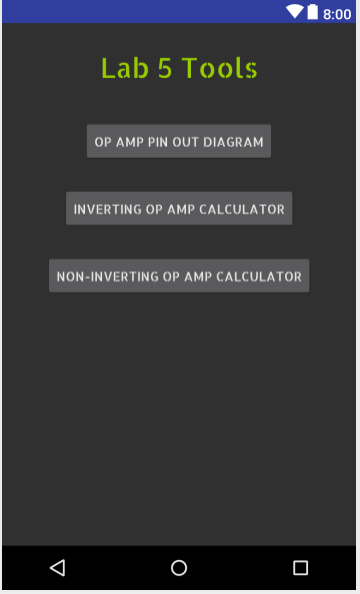 8:00
Lab 5 Tools
OP AMP PIN OUT DIAGRAM
INVERTING OP AMP CALCULATOR
NON-INVERTING OP AMP CALCULATOR